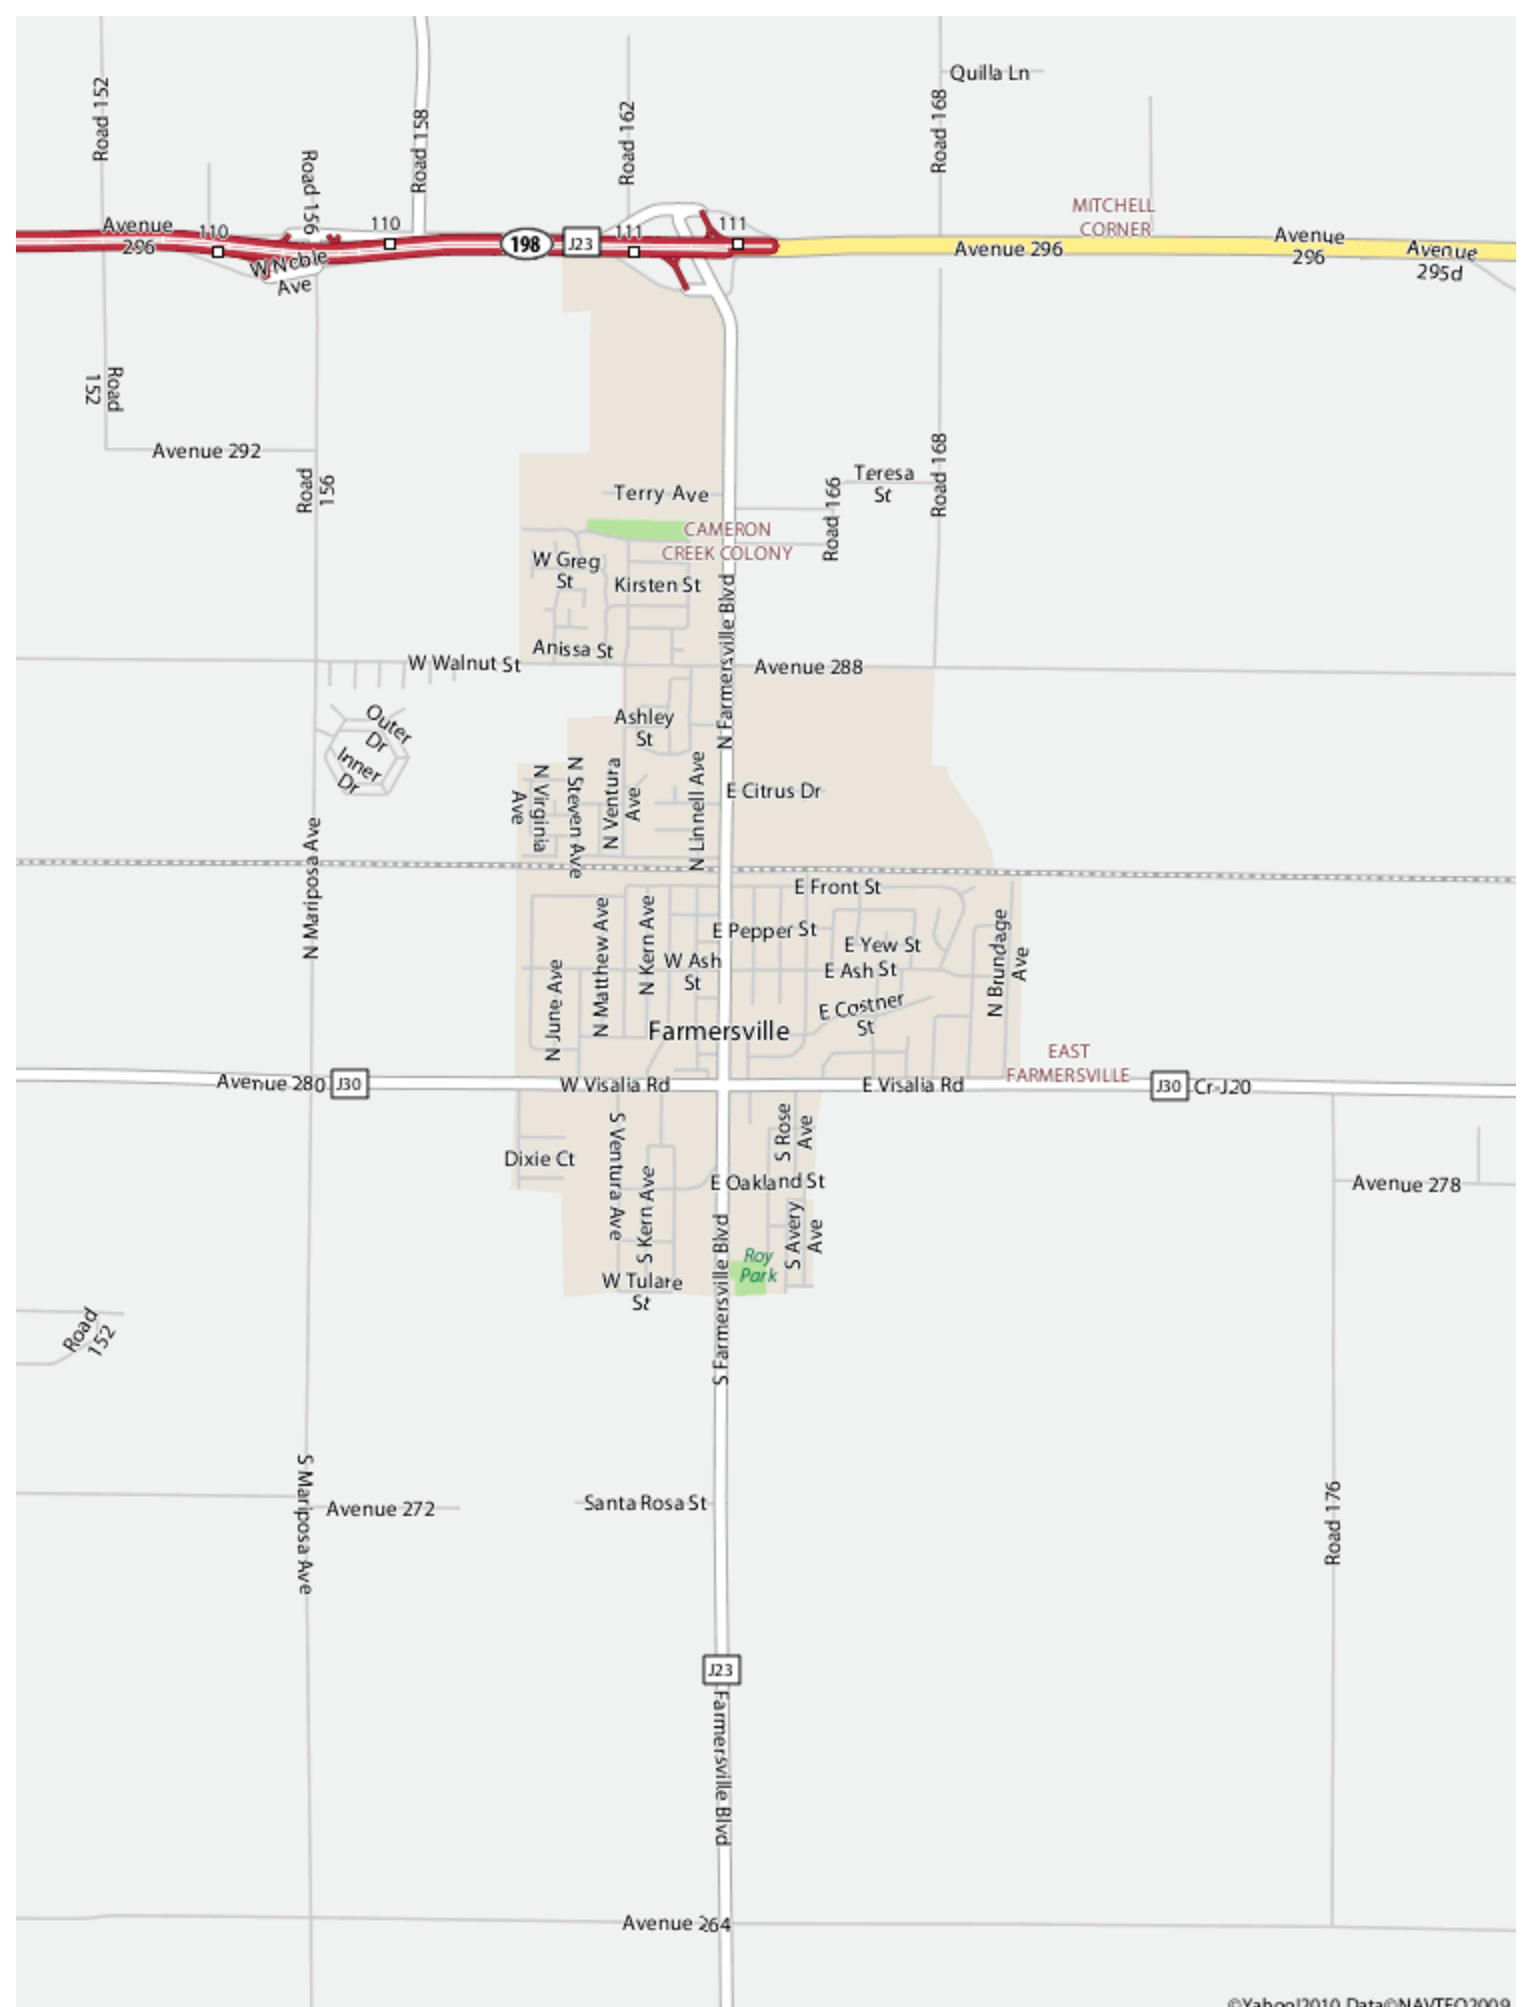 Quilla Ln
Road 152
Road 158
Road 162
Road 168
Road 156
MITCHELL
CORNER
Avenue
296
110
110
198
J23
111
111
Avenue 296
Avenue
296
Avenue
295d
W Noble
Ave
Road
152
Avenue 292
Road
156
Terry Ave
Teresa
St
Road 166
Road 168
CAMERON
CREEK COLONY
W Greg
St
Kirsten St
Anissa St
W Walnut St
N Farmersville Blvd
Avenue 288
Outer
Dr
Inner
Dr
Ashley
St
N Virginia
Ave
N Steven Ave
N Ventura
Ave
N Linnell Ave
E Citrus Dr
N Mariposa Ave
E Front St
E Pepper St
E Yew St
E Ash St
W Ash
St
N June Ave
N Matthew Ave
N Kern Ave
E Costner
St
N Brundage
Ave
Farmersville
EAST
FARMERSVILLE
Avenue 280
J30
W Visalia Rd
E Visalia Rd
J30
Cr-J20
Dixie Ct
S Ventura Ave
S Kern Ave
S Rose
Ave
E Oakland St
S Avery
Ave
Avenue 278
Roy
Park
W Tulare
St
S Farmersville Blvd
Road
152
S Mariposa Ave
Avenue 272
Santa Rosa St
Road 176
J23
Farmersville Blvd
Avenue 264
©Yahoo!2010 Data©NAVTEQ2009